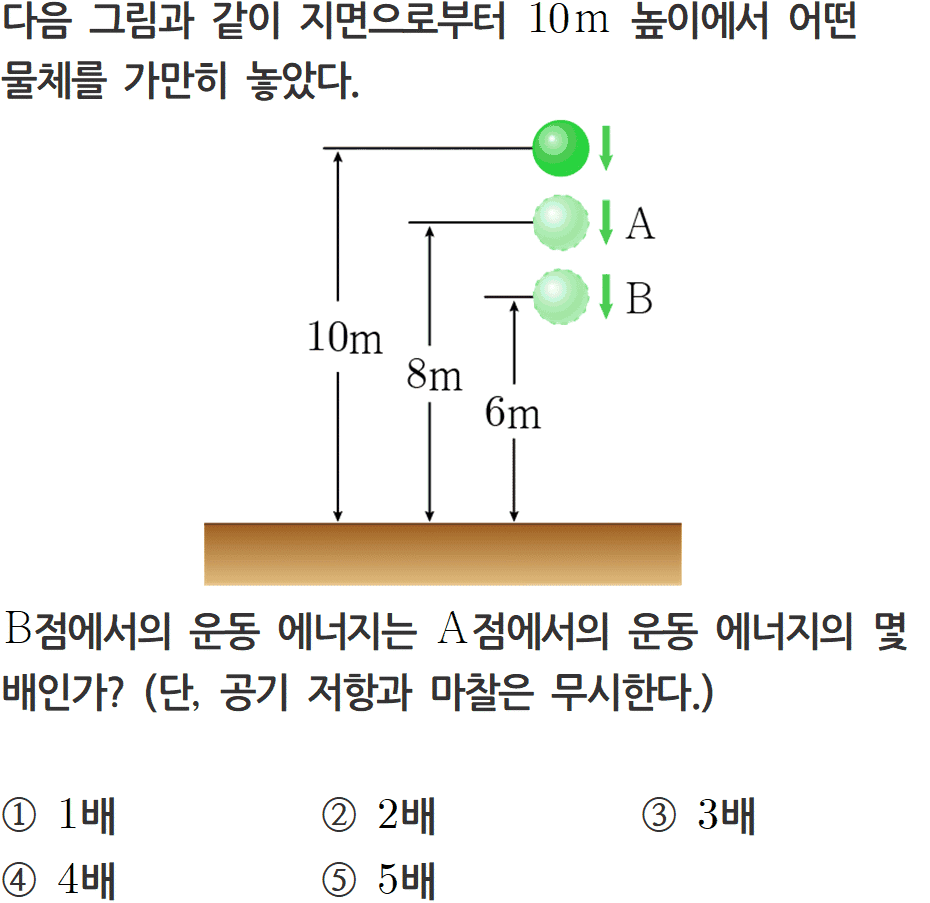 다음 그림과 같이 지면으로부터 10m 높이에서 어떤
물체를 가만히 놓았다.
A
B
10m
8m
6m
B점에서의 운동 에너지는 A점에서의 운동 에너지의 몇
배인가? (단, 공기 저항과 마찰은 무시한다.)
① 1배 ② 2배 ③ 3배
④ 4배 ⑤ 5배